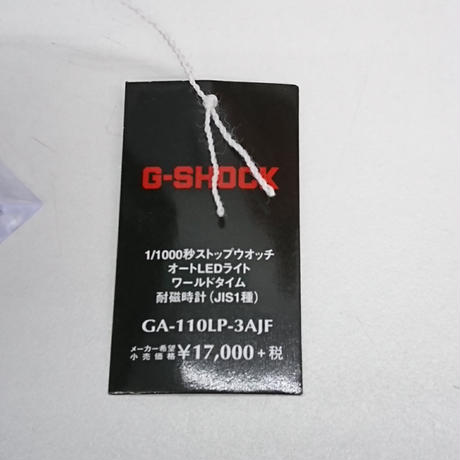 G-SHOCK
1/1000秒ストップウオッチ
オートLEDライト
ワールドタイム
耐磁時計(JIS1種)
GA-110LP-3AJF
メーカー希望
小売価格 ¥17,000+税